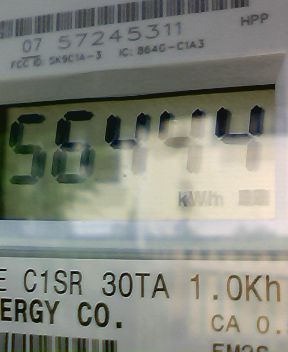 HPP
07 57245311
FCC ID: SK9C1A-3 IC: 864G-C1A3
56444
kWh
E C1SR 30TA 1.0Kh
ERGY CO.
CA 0.